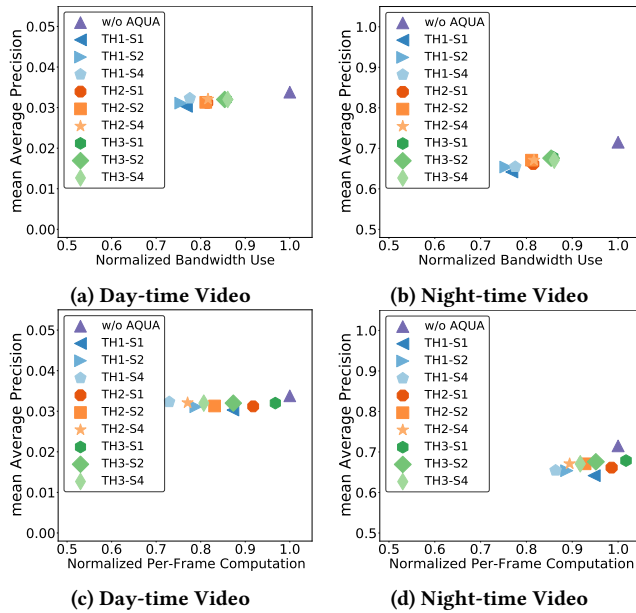 0.05
0.04
0.03
0.02
0.01
0.00
mean Average Precision
w/o AQUA
TH1-S1
TH1-S2
TH1-S4
TH2-S1
TH2-S2
TH2-S4
TH3-S1
TH3-S2
TH3-S4
0.5 0.6 0.7 0.8 0.9 1.0
Normalized Bandwidth Use
(a) Day-time Video
1.0
0.9
0.8
0.7
0.6
0.5
mean Average Precision
w/o AQUA
TH1-S1
TH1-S2
TH1-S4
TH2-S1
TH2-S2
TH2-S4
TH3-S1
TH3-S2
TH3-S4
0.5 0.6 0.7 0.8 0.9 1.0
Normalized Bandwidth Use
(b) Night-time Video
0.05
0.04
0.03
0.02
0.01
0.00
mean Average Precision
w/o AQUA
TH1-S1
TH1-S2
TH1-S4
TH2-S1
TH2-S2
TH2-S4
TH3-S1
TH3-S2
TH3-S4
0.5 0.6 0.7 0.8 0.9 1.0
Normalized Per-Frame Computation
(c) Day-time Video
1.0
0.9
0.8
0.7
0.6
0.5
mean Average Precision
w/o AQUA
TH1-S1
TH1-S2
TH1-S4
TH2-S1
TH2-S2
TH2-S4
TH3-S1
TH3-S2
TH3-S4
0.5 0.6 0.7 0.8 0.9 1.0
Normalized Per-Frame Computation
(d) Night-time Video